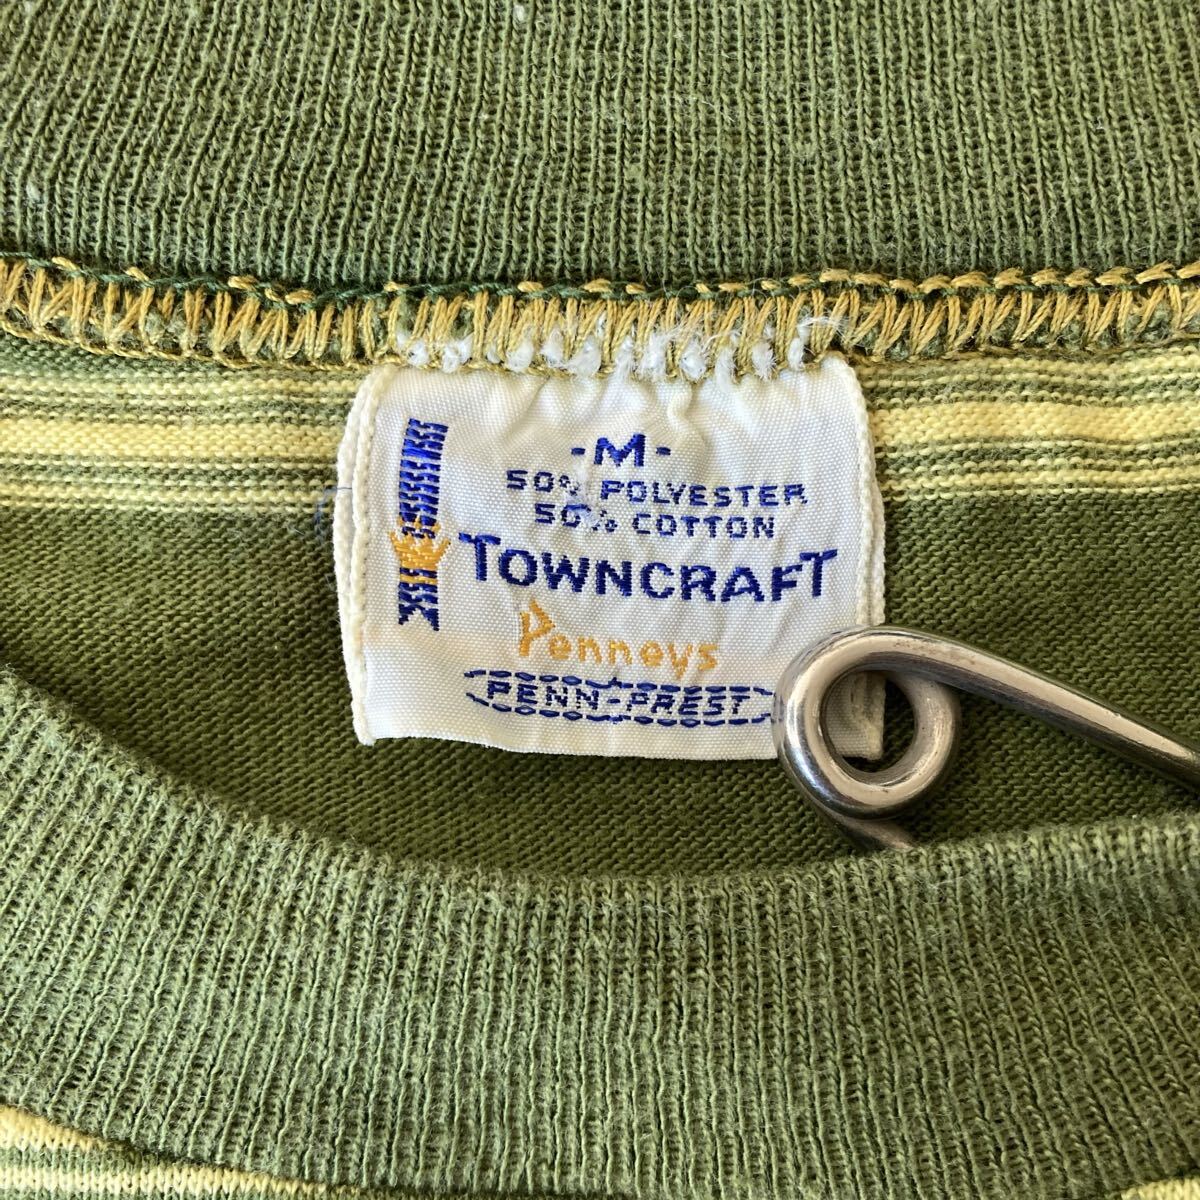 -M-
50% POLYESTER
50% COTTON
TOWNCRAFT
Penneys
PENN-PREST